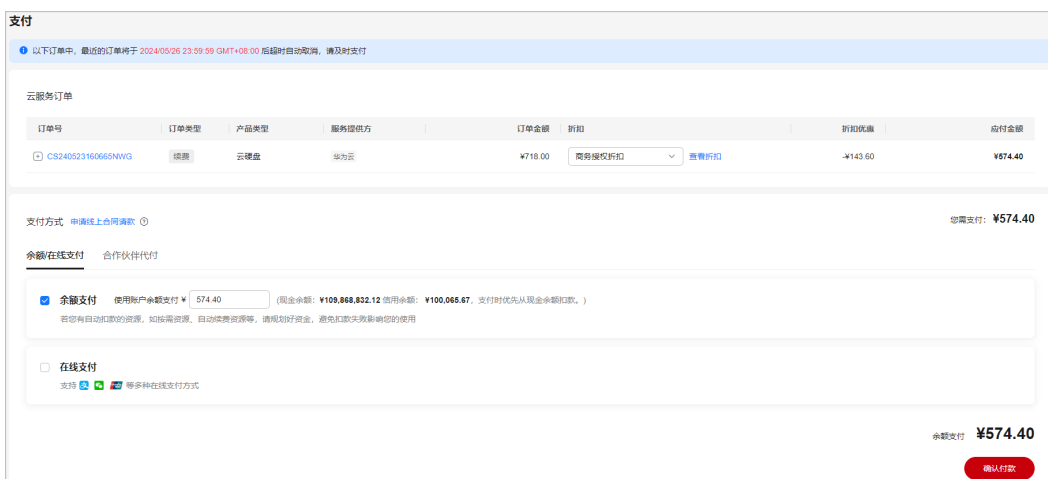 支付
以下订单中，最近的订单将于 2024/05/26 23:59:59 GMT+08:00 后超时自动取消，请及时支付
云服务订单
订单号 订单类型 产品类型 服务提供方 订单金额 折扣 折扣优惠 应付金额
CS240523160665NWG 续费 云硬盘 华为云 ¥718.00 商务授权折扣 查看折扣 -¥143.60 ¥574.40
支付方式 申请线上合同请款 您需支付： ¥574.40
余额/在线支付 合作伙伴代付
余额支付 使用账户余额支付 ¥ 574.40 (现金余额： ¥109,868,832.12 信用余额： ¥100,065.67，支付时优先从现金余额扣款。)
若您有自动扣款的资源，如按需资源、自动续费资源等，请规划好资金，避免扣款失败影响您的使用
在线支付
支持 等多种在线支付方式
余额支付 ¥574.40
确认付款